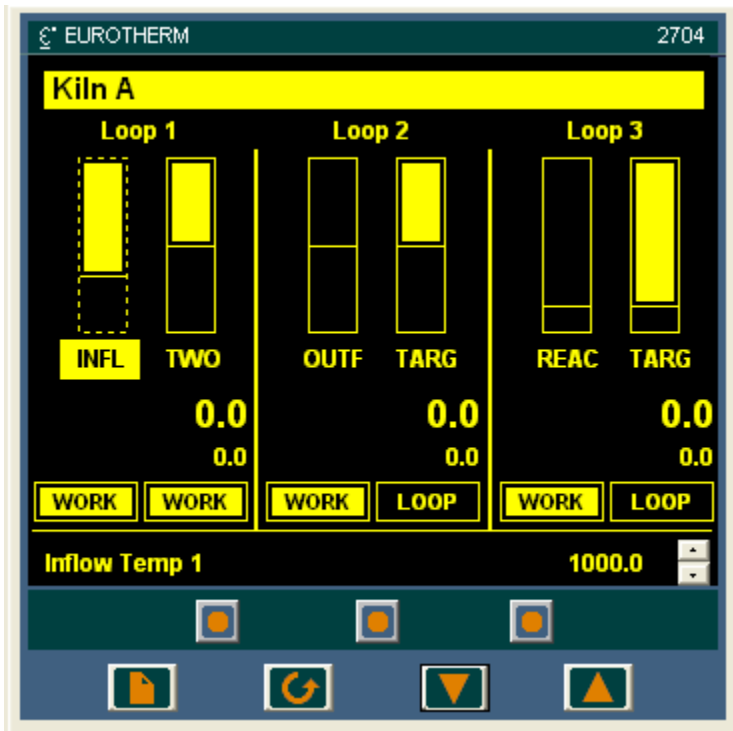 EUROTHERM 2704
Kiln A
Loop 1 Loop 2 Loop 3
INFL TWO OUTF TARG REAC TARG
0.0 0.0 0.0
0.0 0.0 0.0
WORK WORK WORK LOOP WORK LOOP
Inflow Temp 1 1000.0